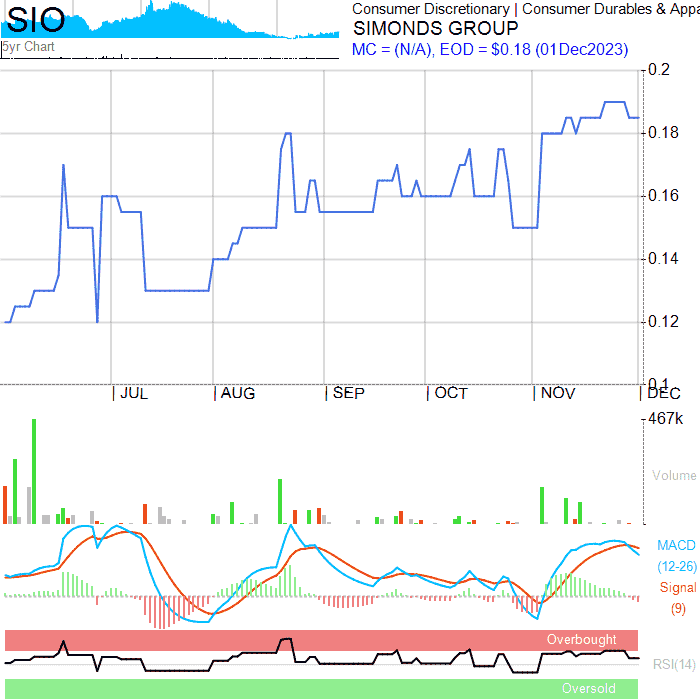 SIO
5yr Chart
Consumer Discretionary | Consumer Durables & Appa
SIMONDS GROUP
MC = (N/A), EOD = $0.18 (01Dec2023)
0.2
0.18
0.16
0.14
0.12
0.1
JUL
AUG
SEP
OCT
NOV
DEC
467k
Volume
MACD
(12-26)
Signal
(9)
Overbought
RSI(14)
Oversold